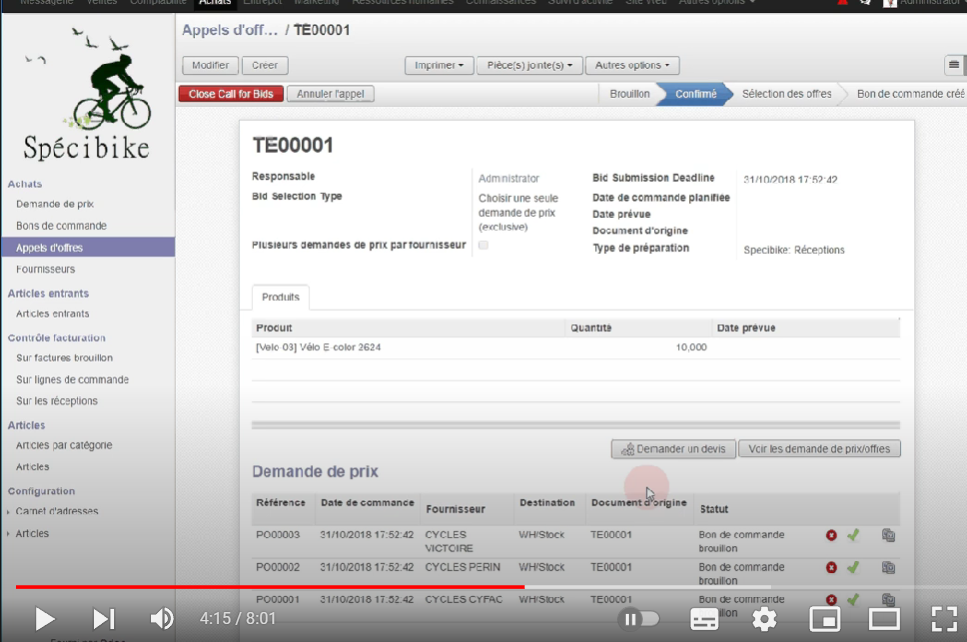 Messagerie Ventes Comptabilité Achats Entrepôt Marketing Ressources humaines Connaissances Suivi d'activité Site Web Autres options Administrator
Appels d'off... / TE00001
Modifier Créer Imprimer Pièce(s) jointe(s) Autres options
Close Call for Bids Annuler l'appel Brouillon Confirmé Sélection des offres Bon de commande créé
Spécibike
Achats
Demande de prix
Bons de commande
Appels d'offres
Fournisseurs
Articles entrants
Articles entrants
Contrôle facturation
Sur factures brouillon
Sur lignes de commande
Sur les réceptions
Articles
Articles par catégorie
Articles
Configuration
Carnet d'adresses
Articles
TE00001
Responsable Administrator
Bid Selection Type Choisir une seule
demande de prix
(exclusive)
Plusieurs demandes de prix par fournisseur
Bid Submission Deadline 31/10/2018 17:52:42
Date de commande planifiée
Date prévue
Document d'origine
Type de préparation Specibike: Réceptions
Produits
Produit Quantité Date prévue
[Velo 03] Vélo E-color 2624 10,000
Demander un devis Voir les demande de prix/offres
Demande de prix
Référence Date de commande Fournisseur Destination Document d'origine Statut
PO00003 31/10/2018 17:52:42 CYCLES WH/Stock TE00001 Bon de commande
VICTOIRE brouillon
PO00002 31/10/2018 17:52:42 CYCLES PERIN WH/Stock TE00001 Bon de commande
brouillon
PO00001 31/10/2018 17:52:42 CYCLES CYFAC WH/Stock TE00001 Bon de commande
4:15 / 8:01